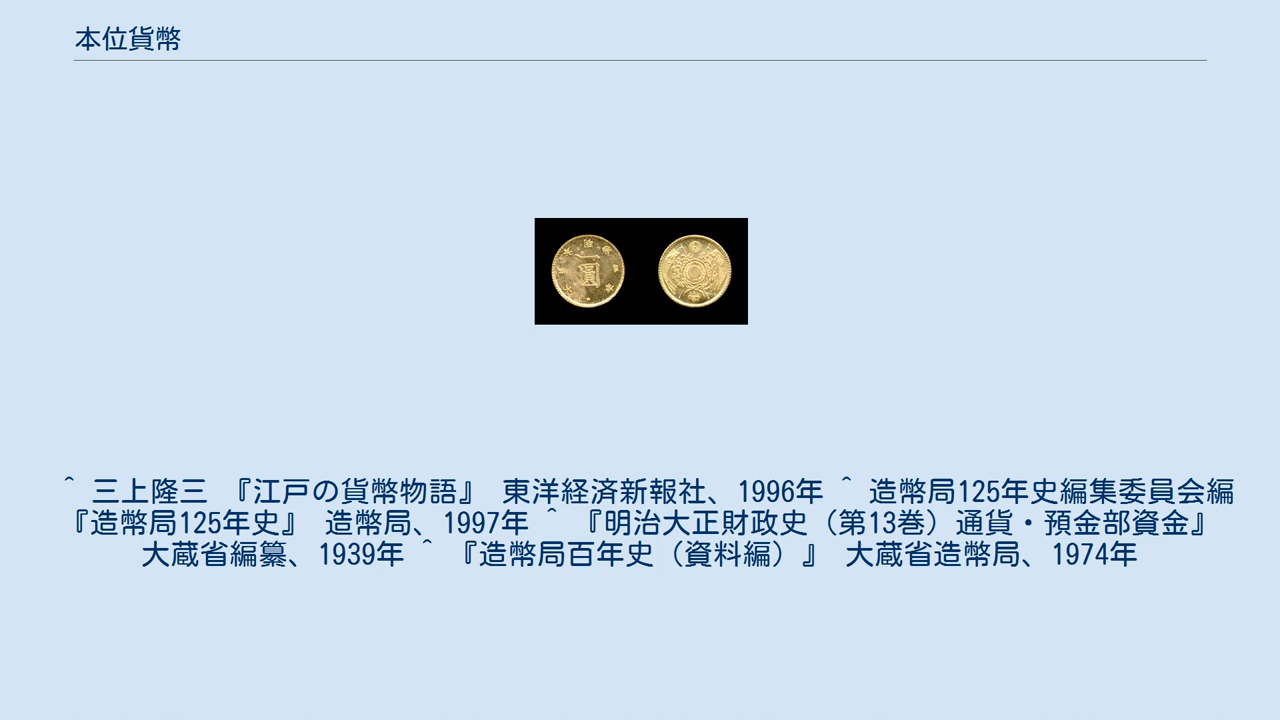 本位貨幣
一圓
^ 三上隆三 『江戸の貨幣物語』 東洋経済新報社、1996年 ^ 造幣局125年史編集委員会編
『造幣局125年史』 造幣局、1997年 ^ 『明治大正財政史（第13巻）通貨・預金部資金』
大蔵省編纂、1939年 ^ 『造幣局百年史（資料編）』 大蔵省造幣局、1974年